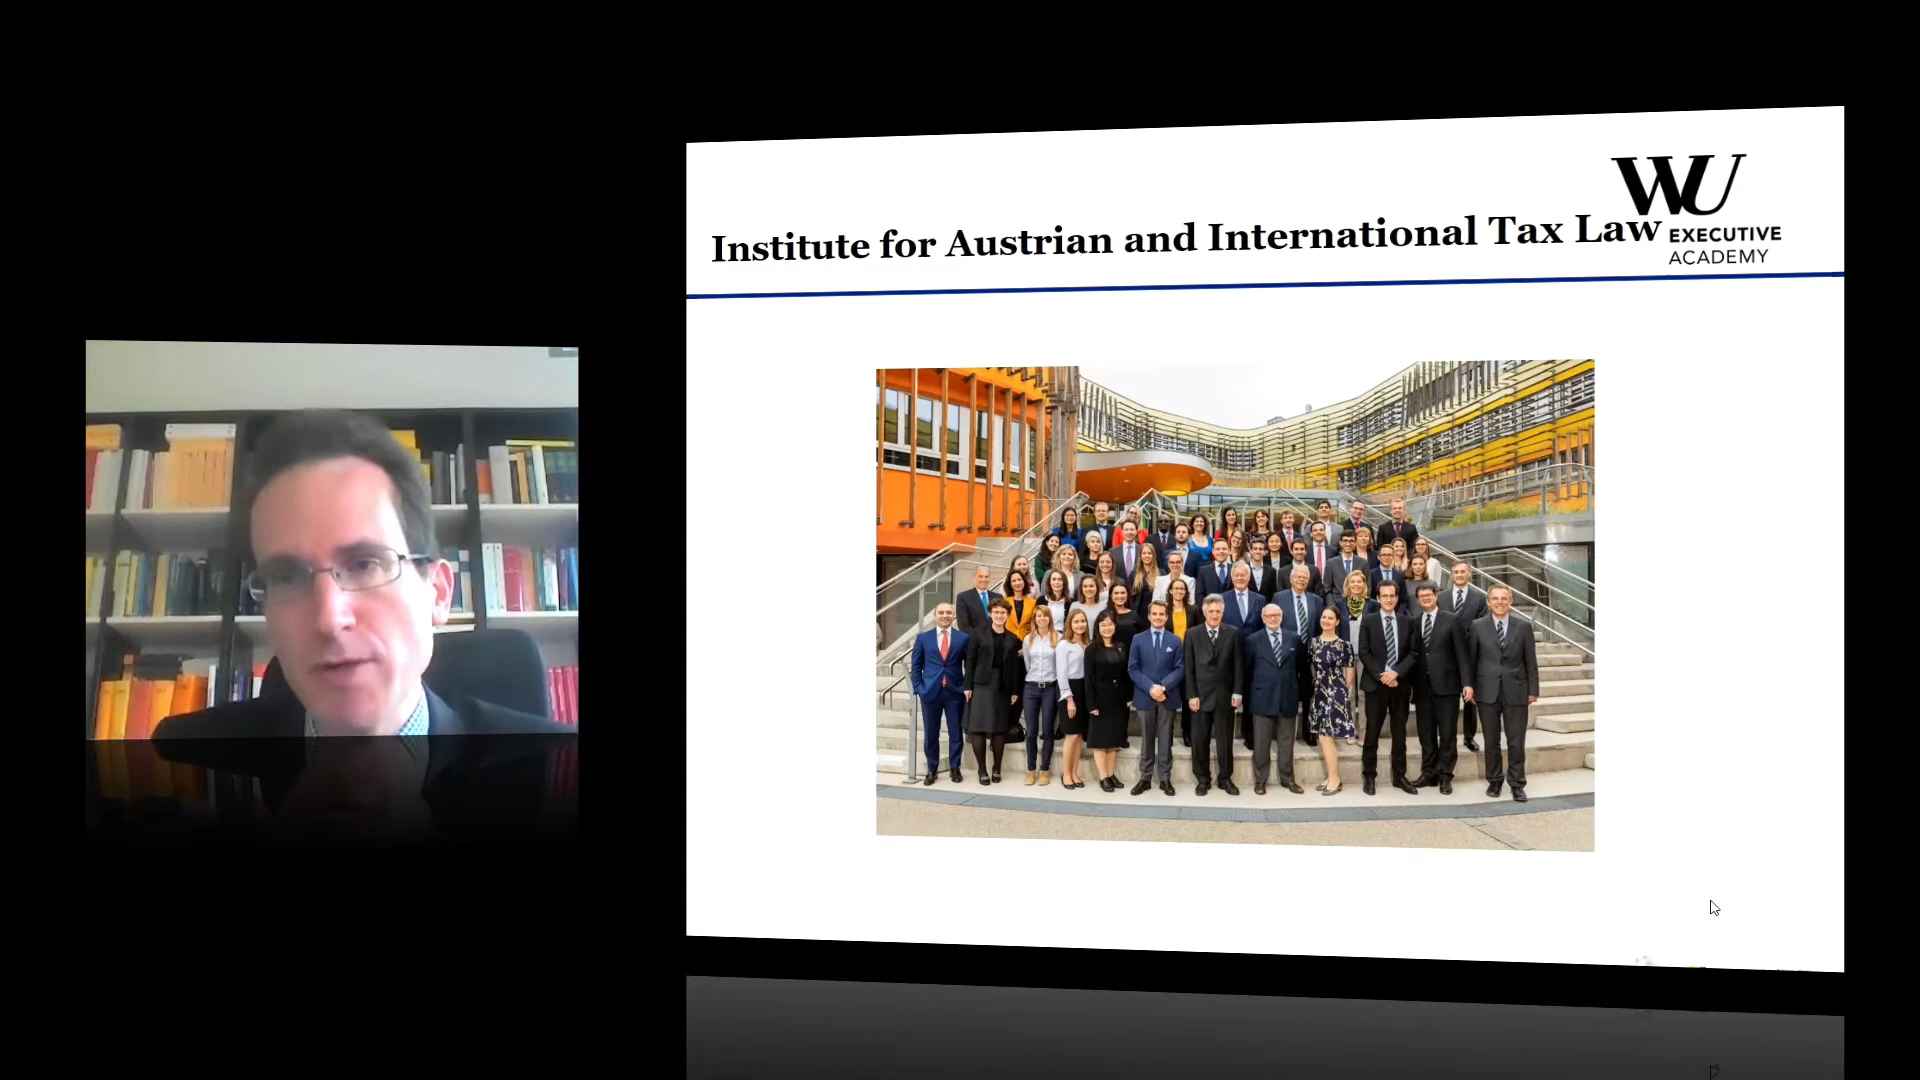 Institute for Austrian and International Tax Law
WU
EXECUTIVE
ACADEMY